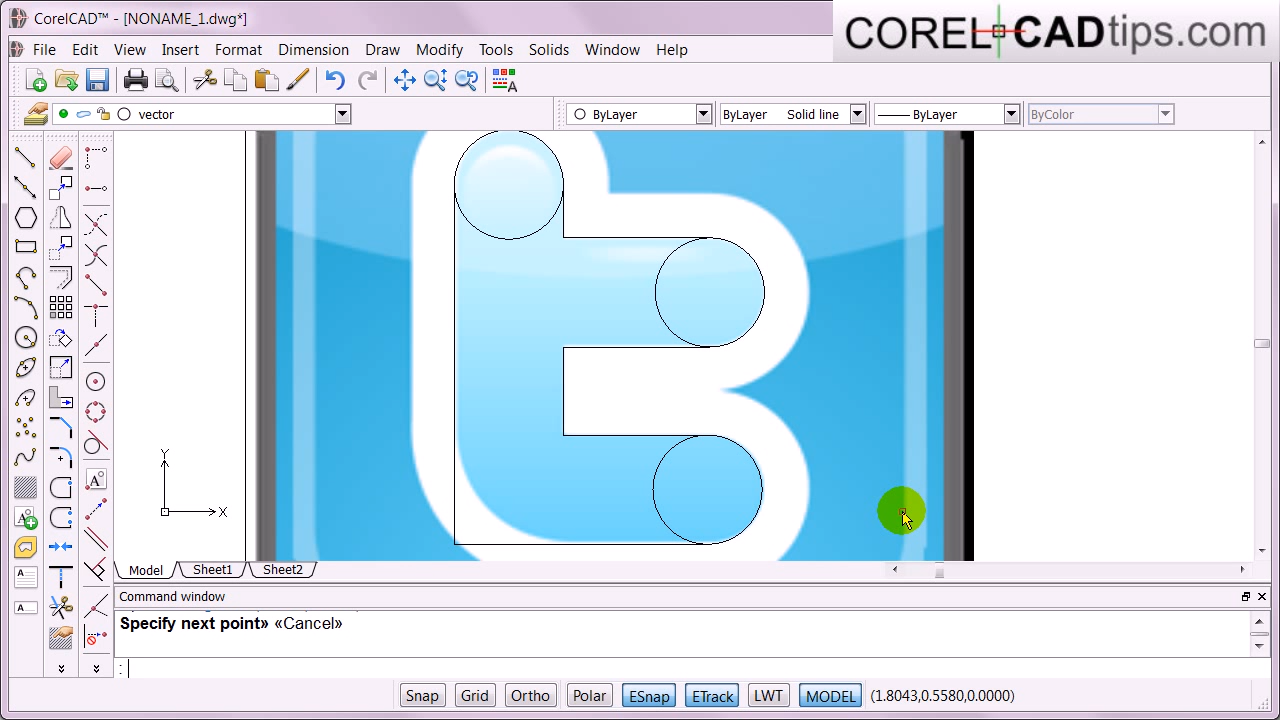 CorelCAD™ - [NONAME_1.dwg*]
COREL CADtips.com
File Edit View Insert Format Dimension Draw Modify Tools Solids Window Help
vector ByLayer ByLayer Solid line ByLayer ByColor
Y
X
Model Sheet1 Sheet2
Command window
Specify next point» «Cancel»
:
Snap Grid Ortho Polar ESnap ETrack LWT MODEL (1.8043,0.5580,0.0000)